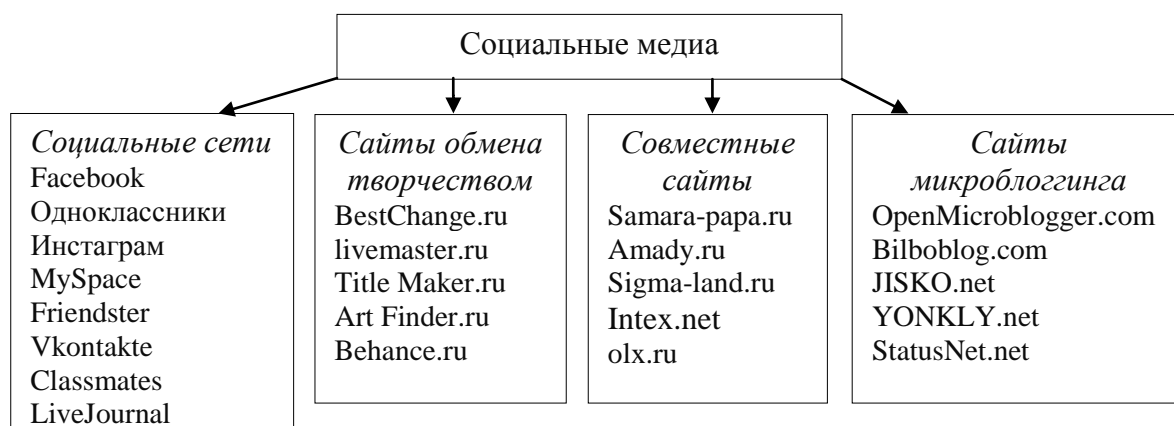 Социальные медиа
Социальные сети
Facebook
Одноклассники
Инстаграм
MySpace
Friendster
Vkontakte
Classmates
LiveJournal
Сайты обмена
творчеством
BestChange.ru
livemaster.ru
Title Maker.ru
Art Finder.ru
Behance.ru
Совместные
сайты
Samara-papa.ru
Amady.ru
Sigma-land.ru
Intex.net
olx.ru
Сайты
микроблоггинга
OpenMicroblogger.com
Bilboblog.com
JISKO.net
YONKLY.net
StatusNet.net